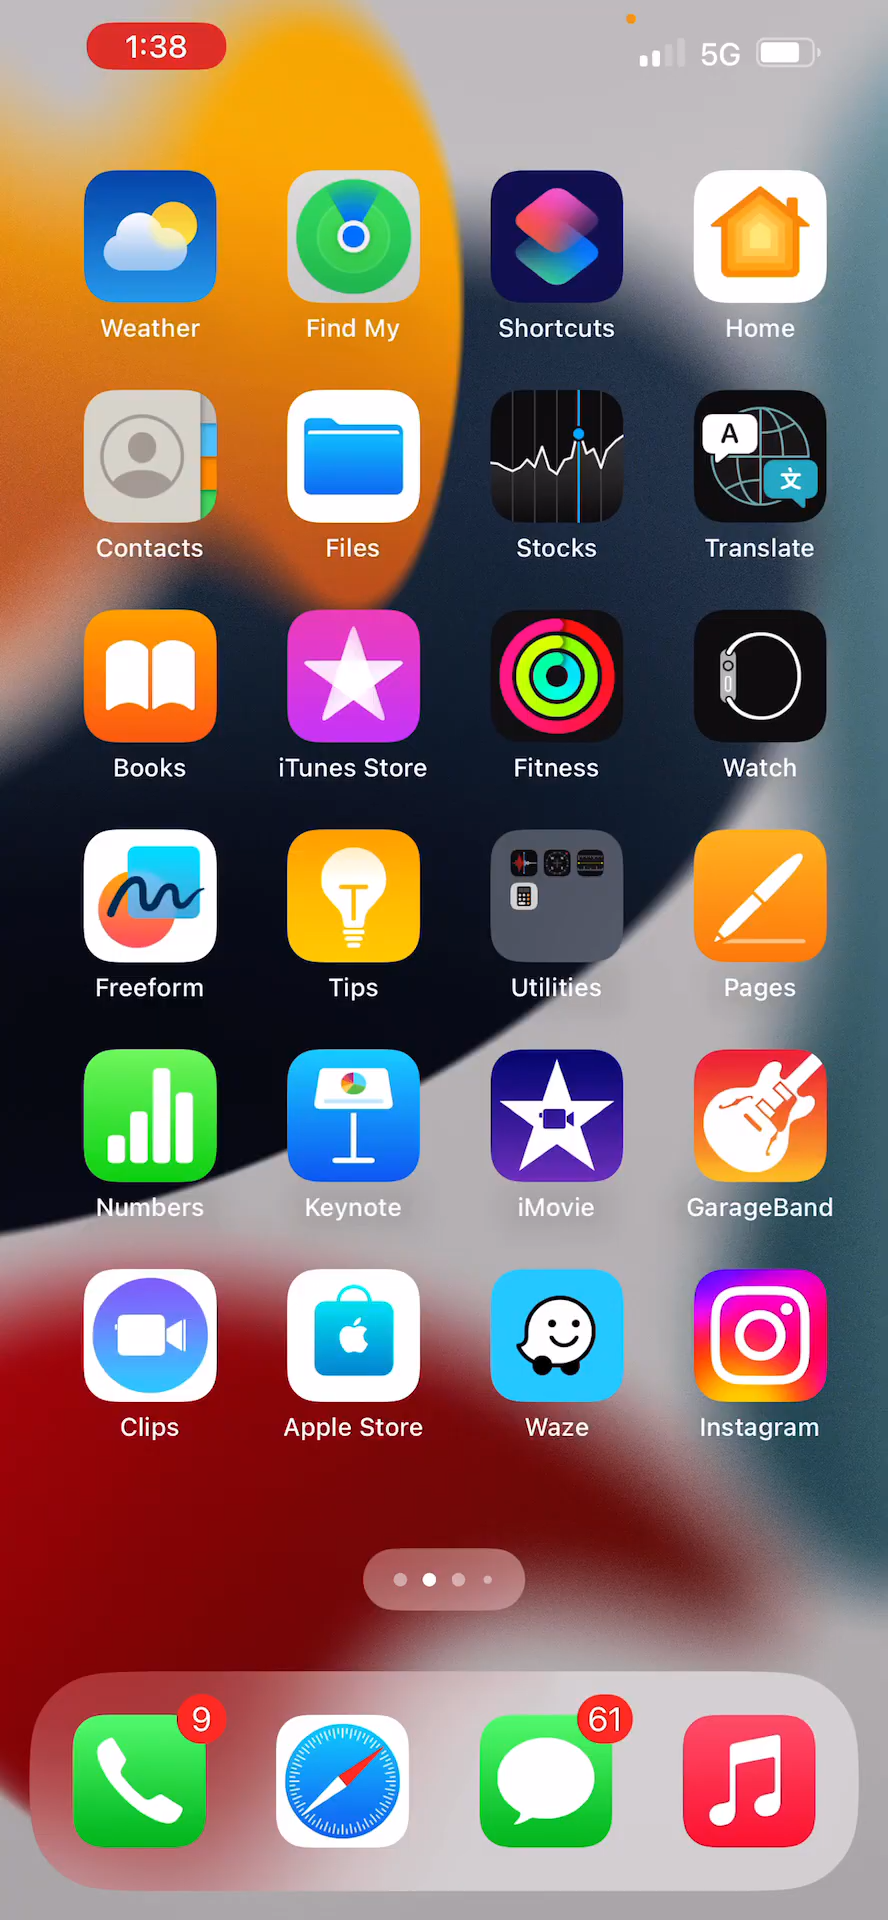 1:38
5G
Weather
Find My
Shortcuts
Home
A
文
Contacts
Files
Stocks
Translate
Books
iTunes Store
Fitness
Watch
Freeform
Tips
Utilities
Pages
Numbers
Keynote
iMovie
GarageBand
Clips
Apple Store
Waze
Instagram
9
61